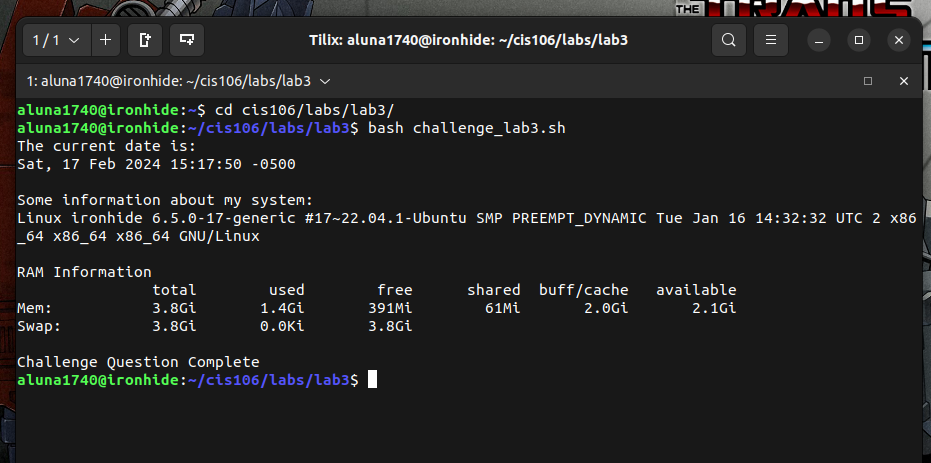 THE
1 / 1
Tilix: aluna1740@ironhide: ~/cis106/labs/lab3
1: aluna1740@ironhide: ~/cis106/labs/lab3
aluna1740@ironhide:~$ cd cis106/labs/lab3/
aluna1740@ironhide:~/cis106/labs/lab3$ bash challenge_lab3.sh
The current date is:
Sat, 17 Feb 2024 15:17:50 -0500
Some information about my system:
Linux ironhide 6.5.0-17-generic #17~22.04.1-Ubuntu SMP PREEMPT_DYNAMIC Tue Jan 16 14:32:32 UTC 2 x86
_64 x86_64 x86_64 GNU/Linux
RAM Information
total used free shared buff/cache available
Mem: 3.8Gi 1.4Gi 391Mi 61Mi 2.0Gi 2.1Gi
Swap: 3.8Gi 0.0Ki 3.8Gi
Challenge Question Complete
aluna1740@ironhide:~/cis106/labs/lab3$